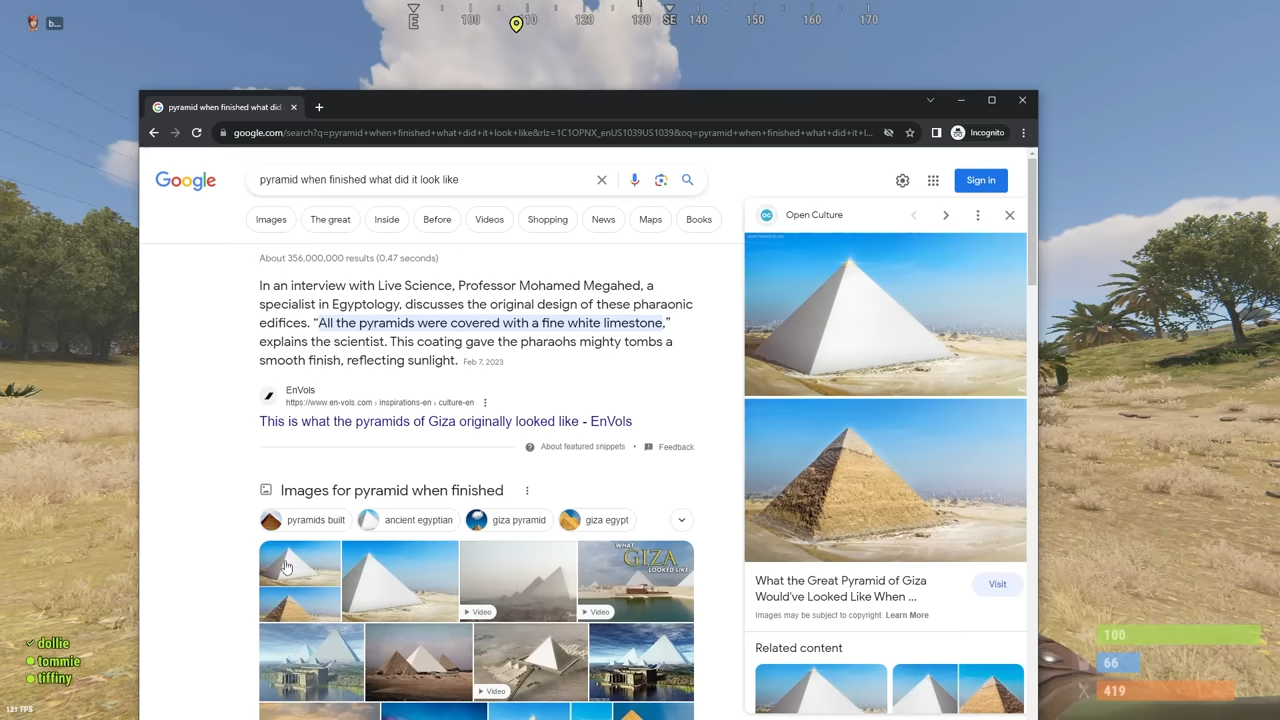 b...
E 100 110 120 130 SE 140 150 160 170
pyramid when finished what did
google.com/search?q=pyramid+when+finished+what+did+it+look+like&rlz=1C1OPNX_enUS1039US1039&oq=pyramid+when+finished+what+did+it+l...
Incognito
Google
pyramid when finished what did it look like
Sign in
Images
The great
Inside
Before
Videos
Shopping
News
Maps
Books
About 356,000,000 results (0.47 seconds)
In an interview with Live Science, Professor Mohamed Megahed, a
specialist in Egyptology, discusses the original design of these pharaonic
edifices. “All the pyramids were covered with a fine white limestone,”
explains the scientist. This coating gave the pharaohs mighty tombs a
smooth finish, reflecting sunlight. Feb 7, 2023
EnVols
https://www.en-vols.com › inspirations-en › culture-en
This is what the pyramids of Giza originally looked like - EnVols
About featured snippets • Feedback
Images for pyramid when finished
pyramids built
ancient egyptian
giza pyramid
giza egypt
WHAT
GIZA
LOOKED LIKE
Video
Video
Video
Open Culture
What the Great Pyramid of Giza
Would've Looked Like When ...
Visit
Images may be subject to copyright. Learn More
Related content
dollie
tommie
tiffiny
121 FPS
100
66
419